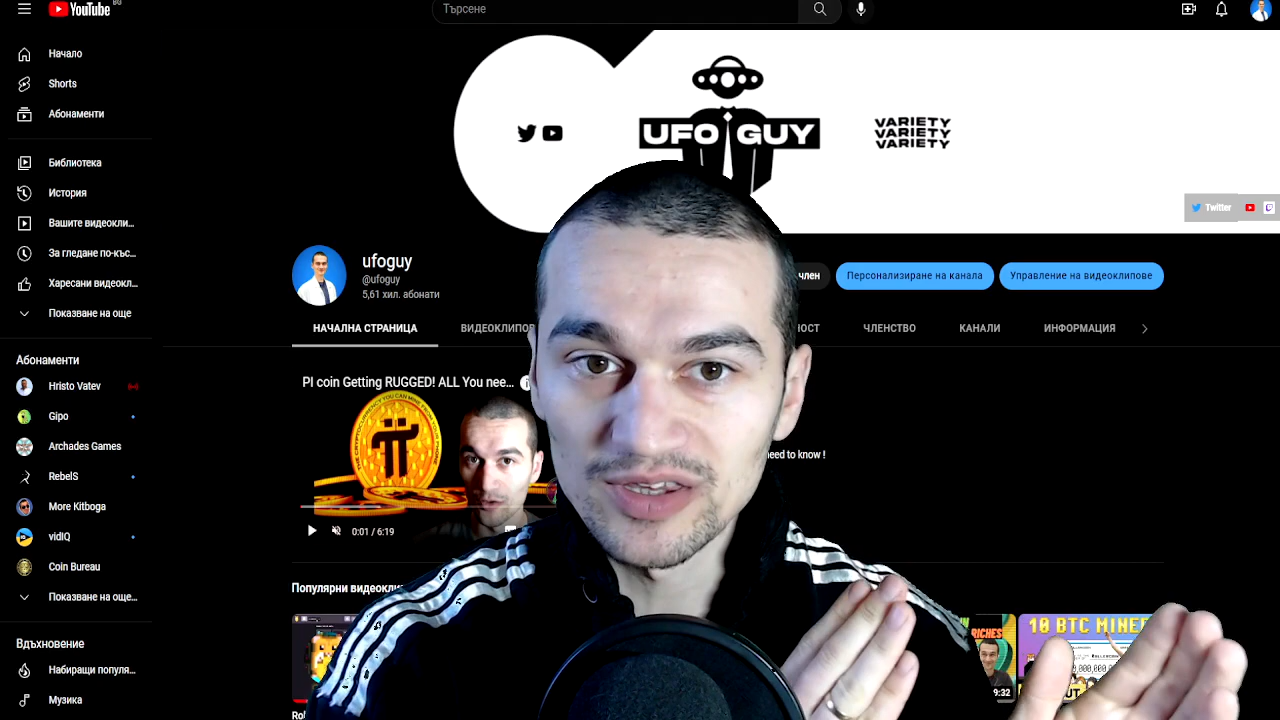 YouTube BG
Търсене
Начало
Shorts
Абонаменти
Библиотека
История
Вашите видеокли...
За гледане по-къс...
Харесани видеокл...
Показване на още
Абонаменти
Hristo Vatev
Gipo
Archades Games
RebelS
More Kitboga
vidIQ
Coin Bureau
Показване на още...
Вдъхновение
Набиращи популя...
Музика
UFO GUY
VARIETY
VARIETY
VARIETY
Twitter
ufoguy
@ufoguy
5,61 хил. абонати
член
Персонализиране на канала
Управление на видеоклипове
НАЧАЛНА СТРАНИЦА
ВИДЕОКЛИПОВ
ОСТ
ЧЛЕНСТВО
КАНАЛИ
ИНФОРМАЦИЯ
PI coin Getting RUGGED! ALL You nee...
need to know !
0:01 / 6:19
Популярни видеокли
RICHES
9:32
10 BTC MINE
Rol